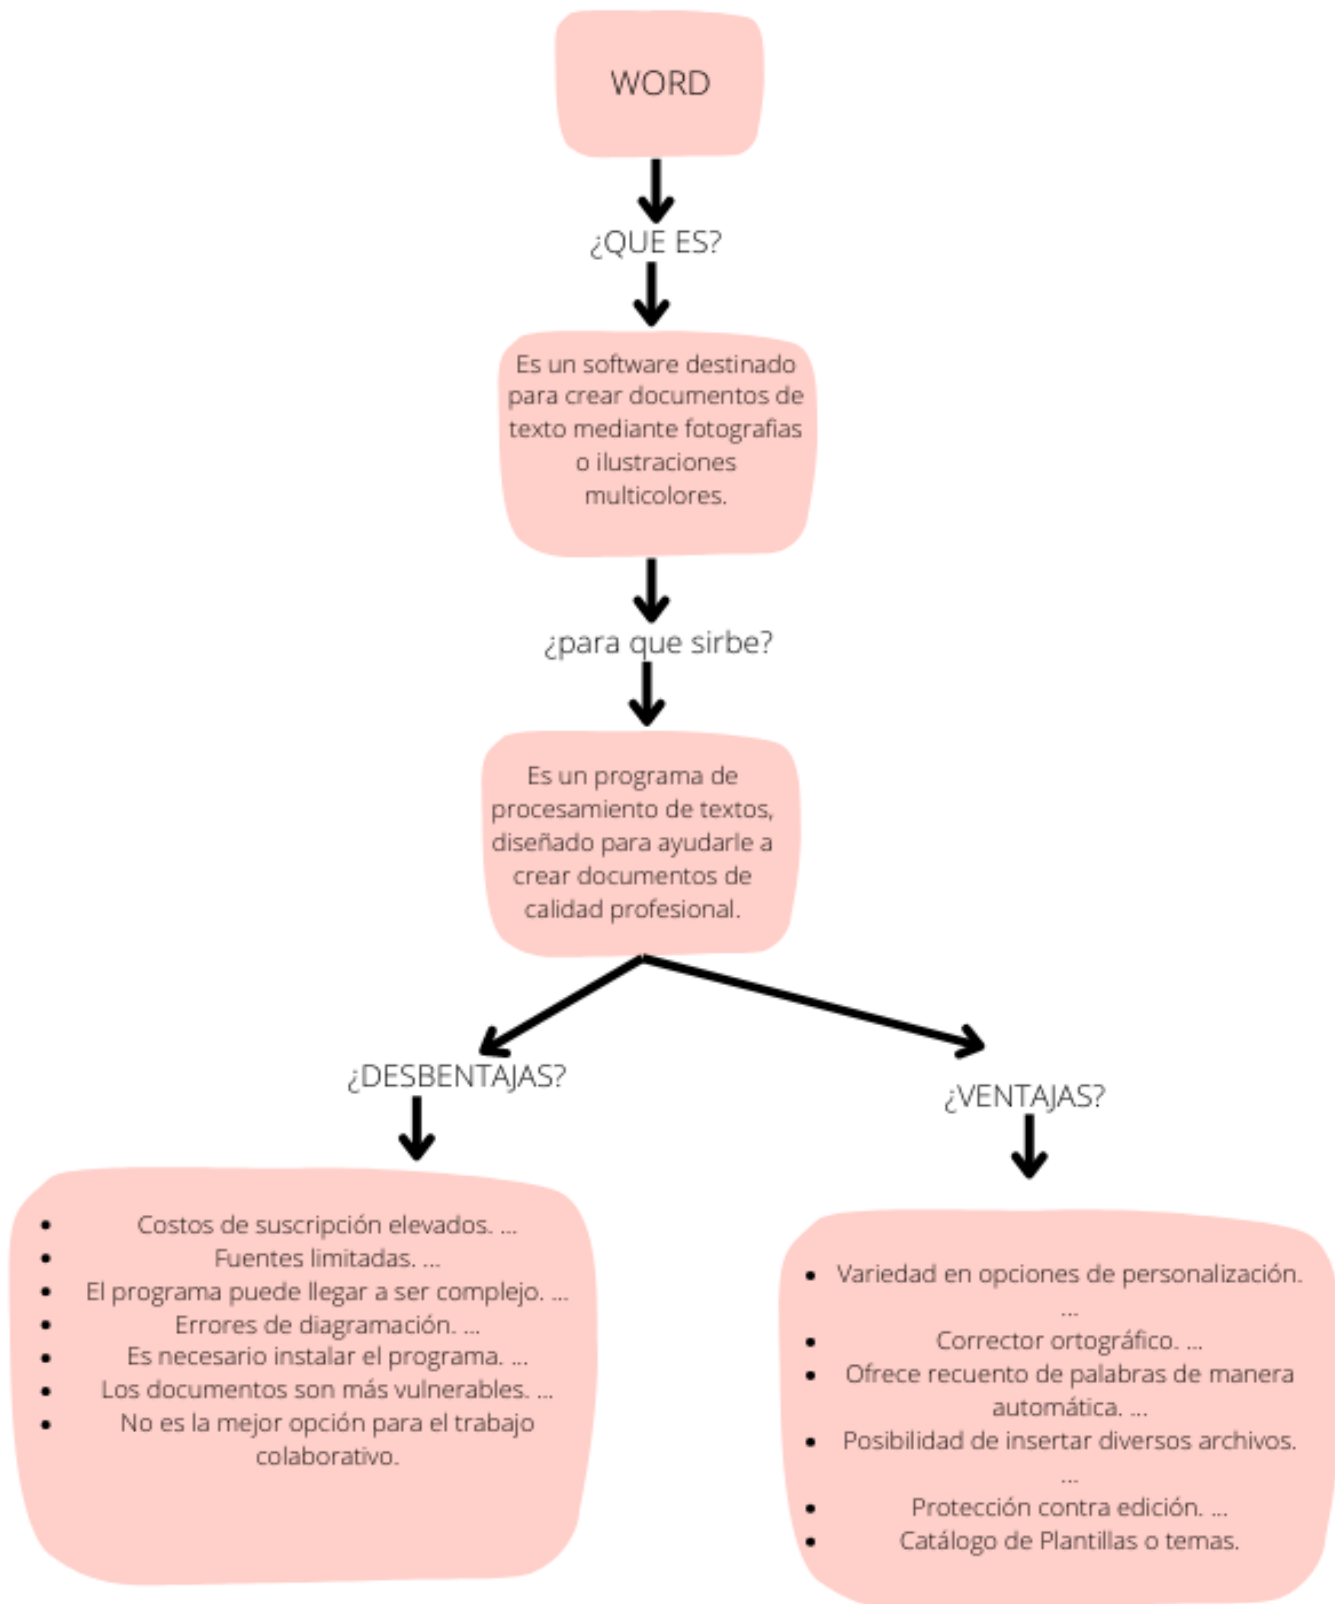 WORD
¿QUE ES?
Es un software destinado
para crear documentos de
texto mediante fotografias
o ilustraciones
multicolores.
¿para que sirbe?
Es un programa de
procesamiento de textos,
diseñado para ayudarle a
crear documentos de
calidad profesional.
¿DESBENTAJAS?
• Costos de suscripción elevados. ...
• Fuentes limitadas. ...
• El programa puede llegar a ser complejo. ...
• Errores de diagramación. ...
• Es necesario instalar el programa. ...
• Los documentos son más vulnerables. ...
• No es la mejor opción para el trabajo
colaborativo.
¿VENTAJAS?
• Variedad en opciones de personalización.
...
• Corrector ortográfico. ...
• Ofrece recuento de palabras de manera
automática. ...
• Posibilidad de insertar diversos archivos.
...
• Protección contra edición. ...
• Catálogo de Plantillas o temas.